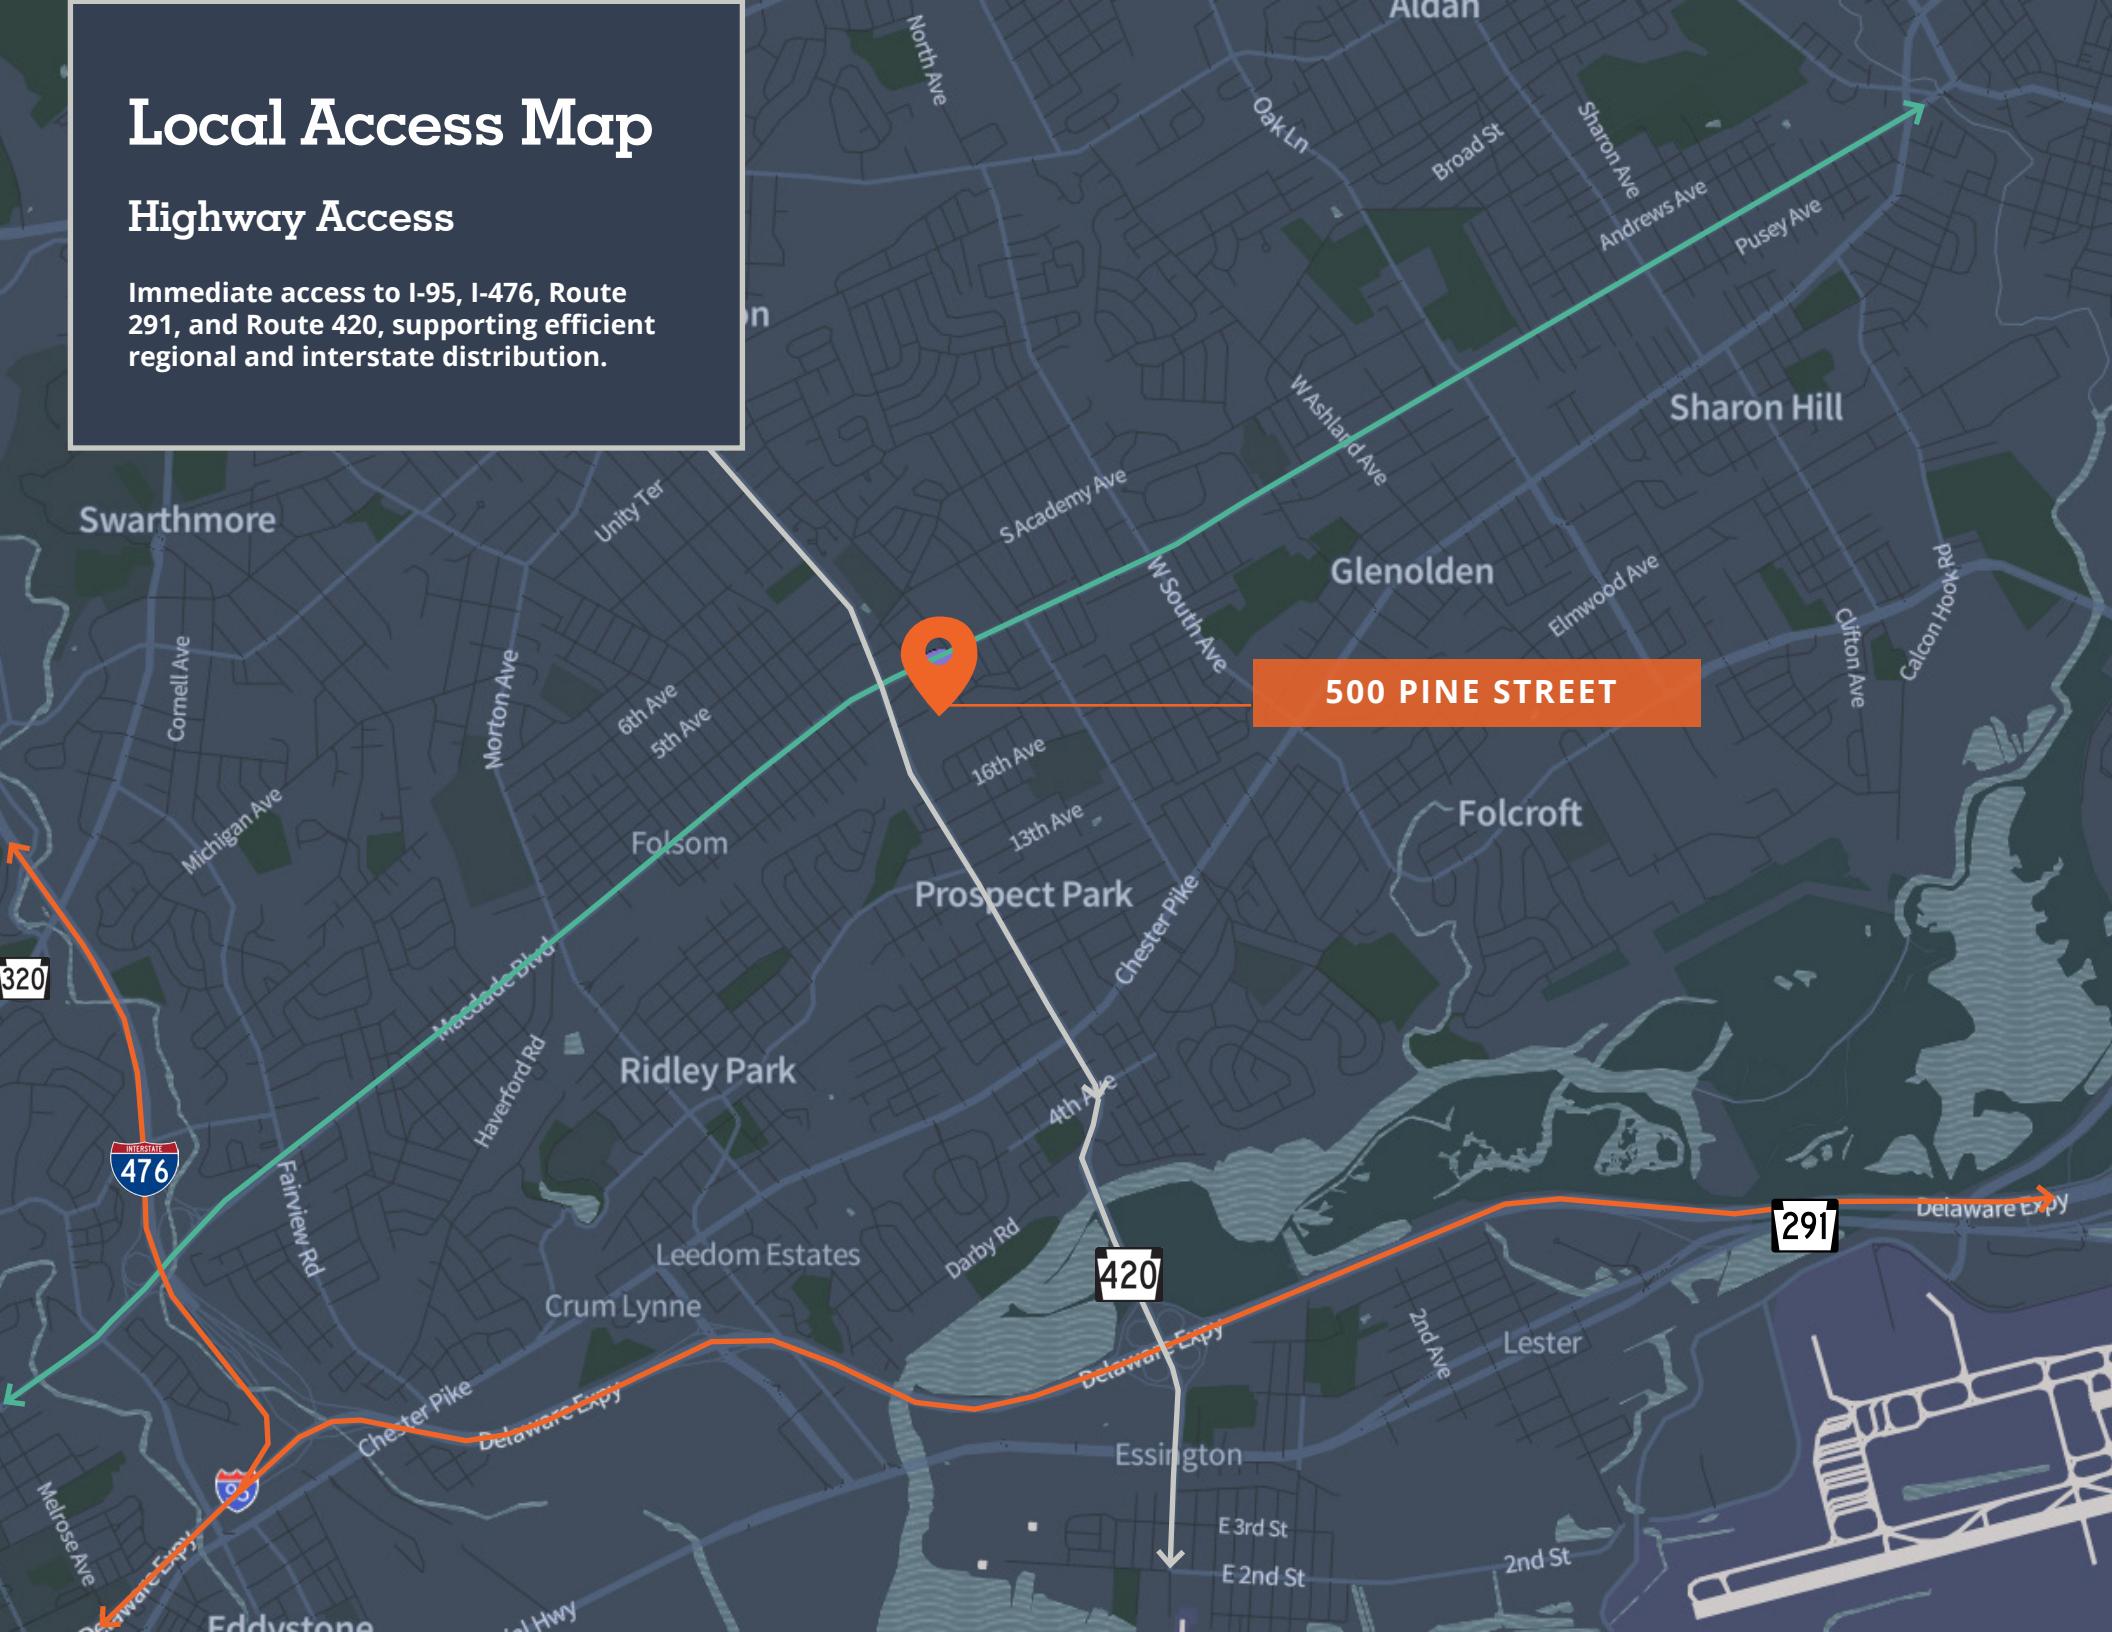 Aldan
North Ave
Local Access Map
Highway Access
Immediate access to I-95, I-476, Route
291, and Route 420, supporting efficient
regional and interstate distribution.
Oak Ln
Broad St
Sharon Ave
Andrews Ave
Pusey Ave
Sharon Hill
W Ashland Ave
S Academy Ave
Unity Ter
Swarthmore
Glenolden
W South Ave
Elmwood Ave
Calcon Hook Rd
Clifton Ave
Cornell Ave
Morton Ave
6th Ave
5th Ave
500 PINE STREET
16th Ave
13th Ave
Michigan Ave
Folsom
Folcroft
Prospect Park
Chester Pike
320
Macdade Blvd
Haverford Rd
Ridley Park
4th Ave
INTERSTATE
476
Fairview Rd
Delaware Expy
291
Darby Rd
Leedom Estates
420
Crum Lynne
Delaware Expy
2nd Ave
Lester
Chester Pike
Delaware Expy
Essington
95
Melrose Ave
Delaware Expy
E 3rd St
E 2nd St
2nd St
Eddystone
Hwy